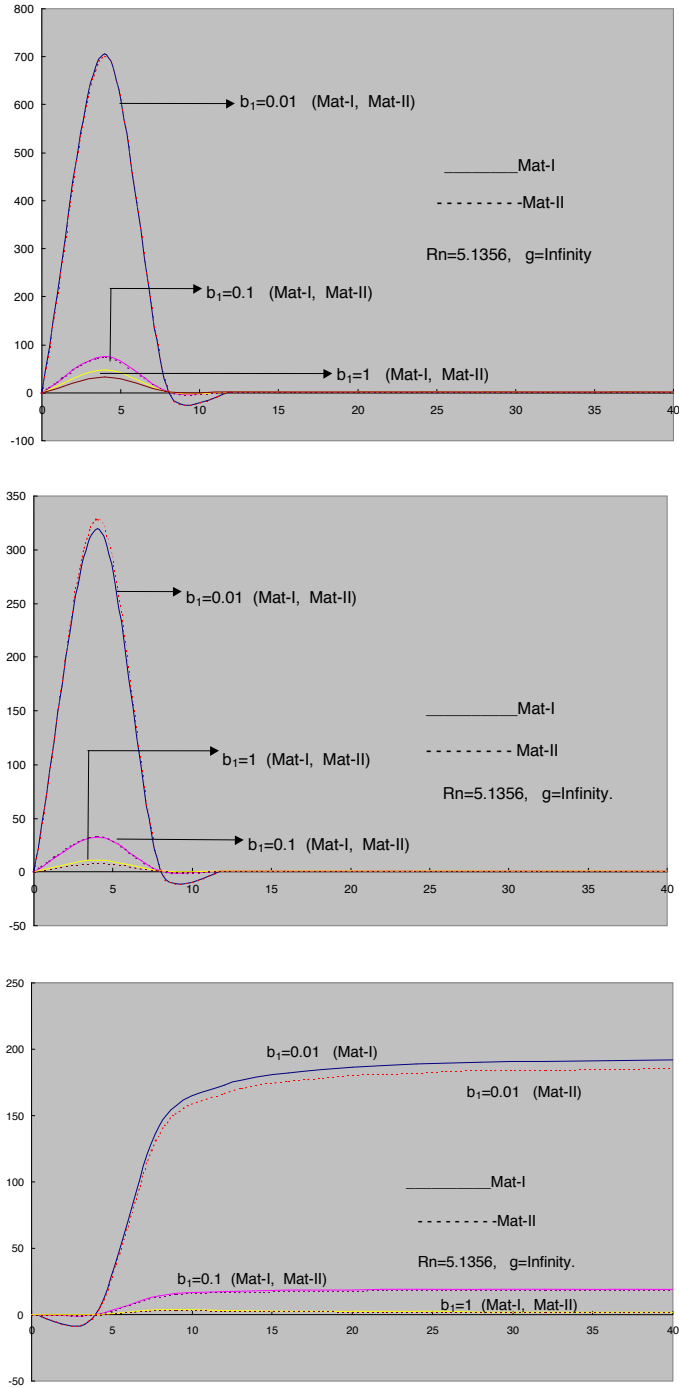 800
700
600
500
400
300
200
100
0
-100
b₁=0.01 (Mat-I, Mat-II)
_________Mat-I
---------Mat-II
Rn=5.1356, g=Infinity
b₁=0.1 (Mat-I, Mat-II)
b₁=1 (Mat-I, Mat-II)
0 5 10 15 20 25 30 35 40
350
300
250
200
150
100
50
0
-50
b₁=0.01 (Mat-I, Mat-II)
_________Mat-I
--------- Mat-II
b₁=1 (Mat-I, Mat-II)
Rn=5.1356, g=Infinity.
b₁=0.1 (Mat-I, Mat-II)
0 5 10 15 20 25 30 35 40
250
200
150
100
50
0
-50
b₁=0.01 (Mat-I)
b₁=0.01 (Mat-II)
_________Mat-I
---------Mat-II
Rn=5.1356, g=Infinity.
b₁=0.1 (Mat-I, Mat-II)
b₁=1 (Mat-I, Mat-II)
0 5 10 15 20 25 30 35 40